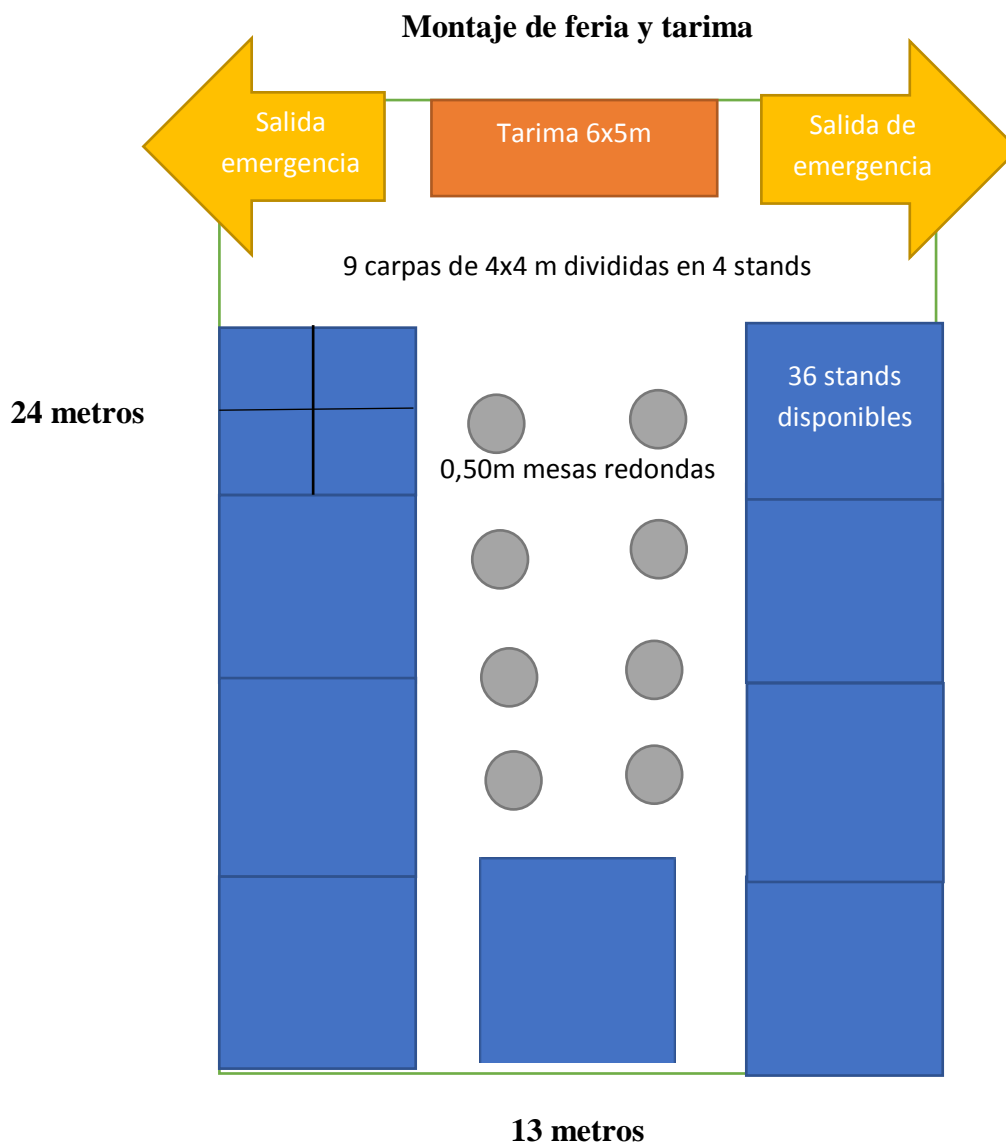 Montaje de feria y tarima
Salida
emergencia
Tarima 6x5m
Salida de
emergencia
9 carpas de 4x4 m divididas en 4 stands
24 metros
36 stands
disponibles
0,50m mesas redondas
13 metros